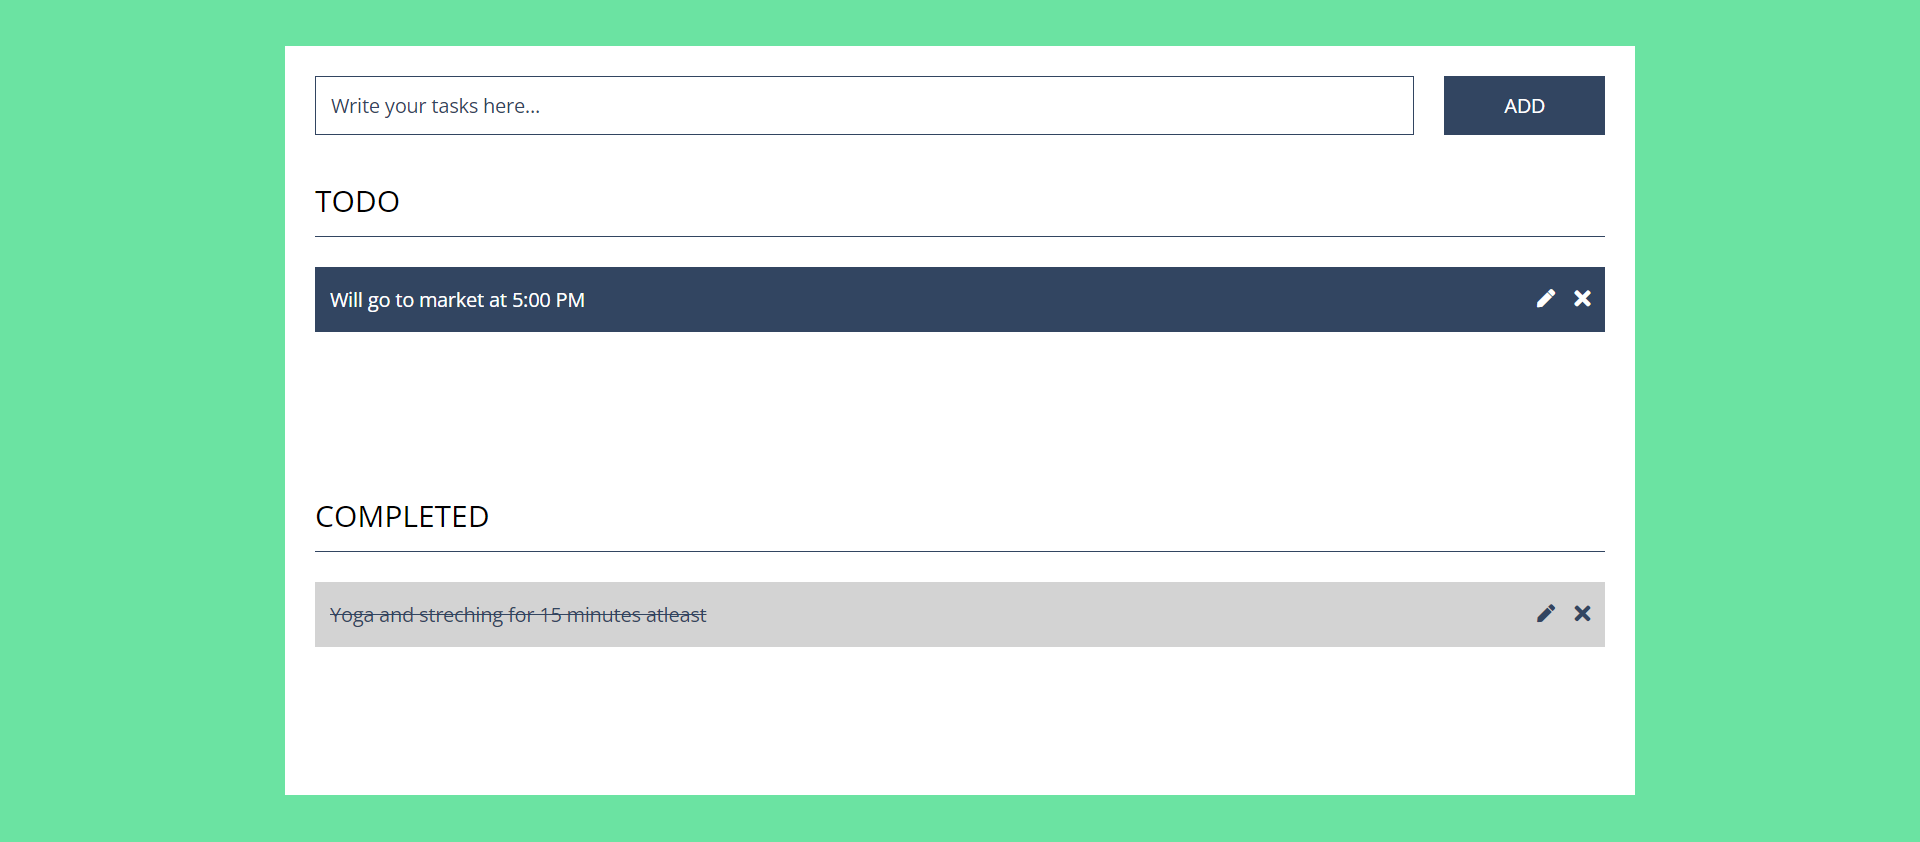 Write your tasks here...
ADD
TODO
Will go to market at 5:00 PM
COMPLETED
Yoga and streching for 15 minutes atleast